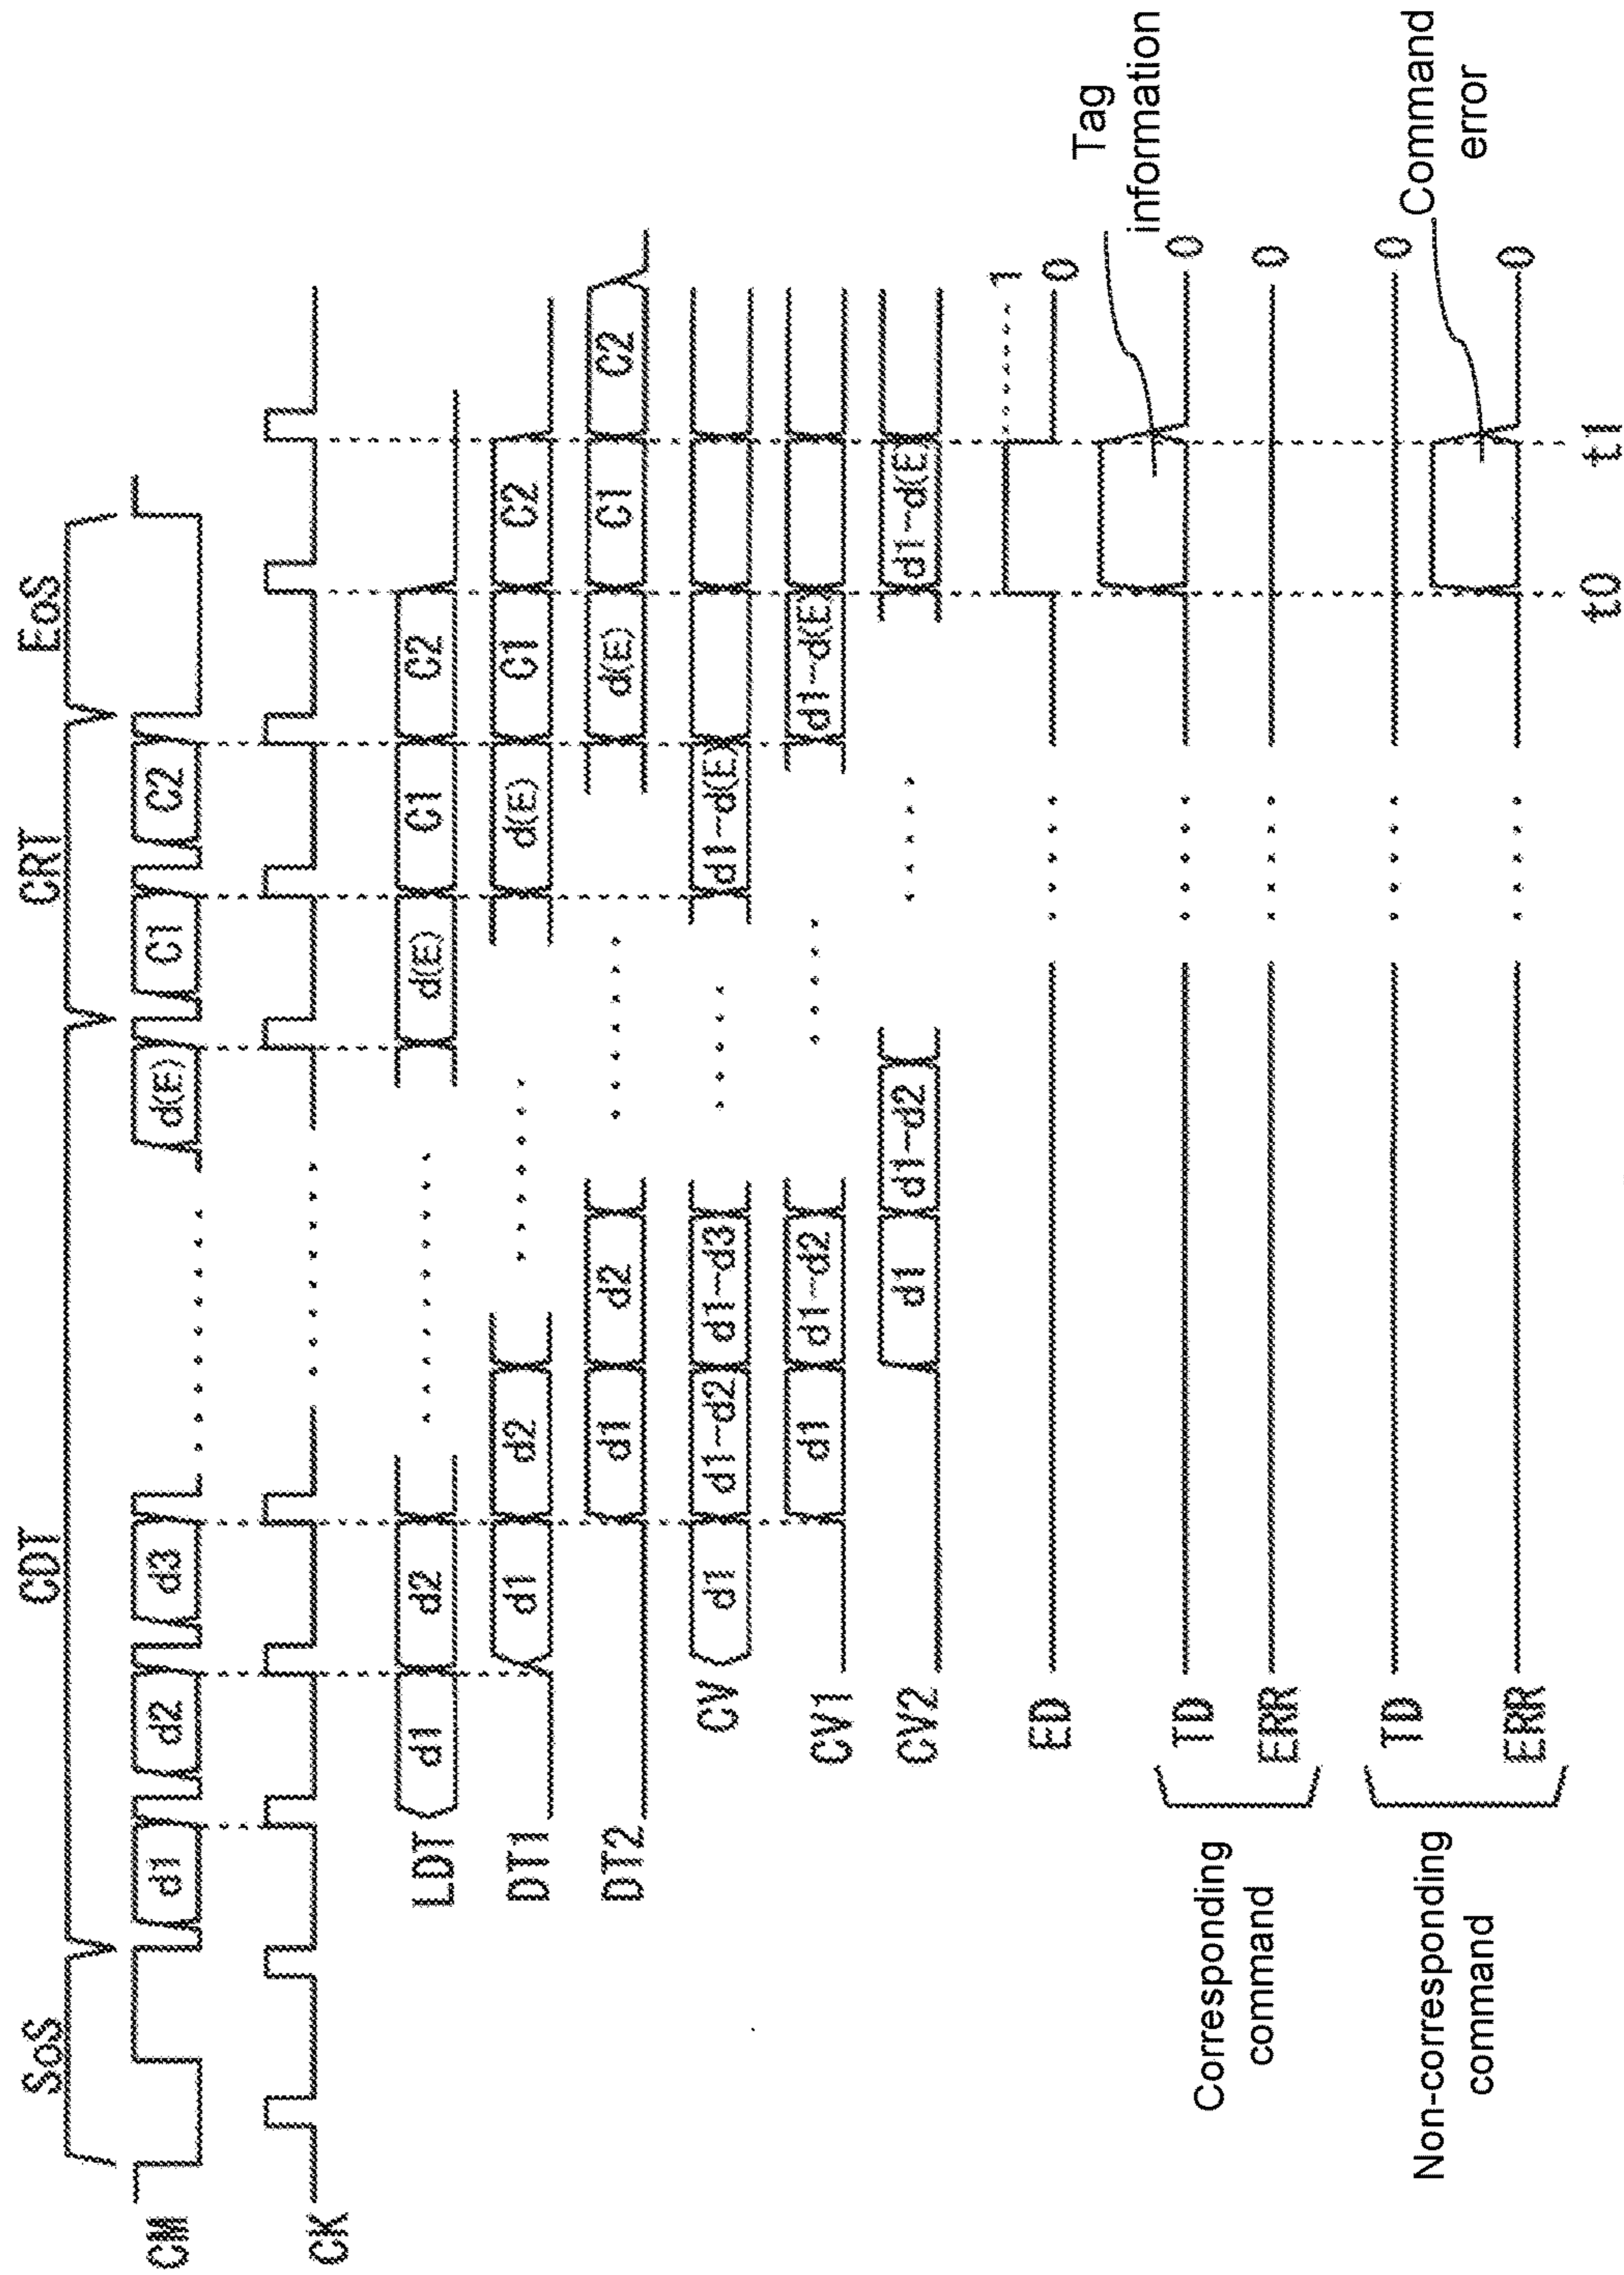 SoS CDT CRT EoS
CM d1 d2 d3 d(E) C1 C2
CK
LDT d1 d2 d(E) C1 C2
DT1 d1 d2 d(E) C1 C2
DT2 d1 d2 d(E) C1 C2
CV d1 d1~d2 d1~d3 d1~d(E)
CV1 d1 d1~d2 d1~d(E)
CV2 d1 d1~d2 d1~d(E)
1
ED 0
Tag
information
Corresponding
command
TD 0
ERR 0
Non-corresponding
command
TD 0
Command
error
ERR 0
t0 t1